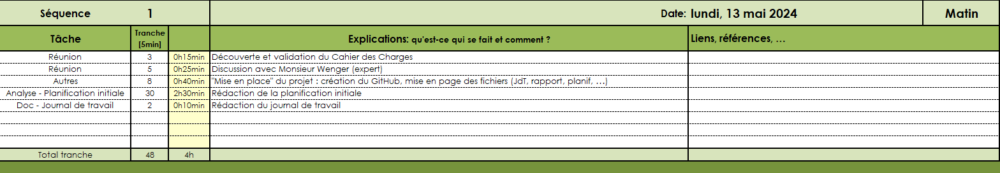 Séquence 1 Date: lundi, 13 mai 2024 Matin
Tâche Tranche [5min] Explications: qu'est-ce qui se fait et comment ? Liens, références, ...
Réunion 3 0h15min Découverte et validation du Cahier des Charges
Réunion 5 0h25min Discussion avec Monsieur Wenger (expert)
Autres 8 0h40min "Mise en place" du projet : création du GitHub, mise en page des fichiers (JdT, rapport, planif, ...)
Analyse - Planification initiale 30 2h30min Rédaction de la planification initiale
Doc - Journal de travail 2 0h10min Rédaction du journal de travail
Total tranche 48 4h